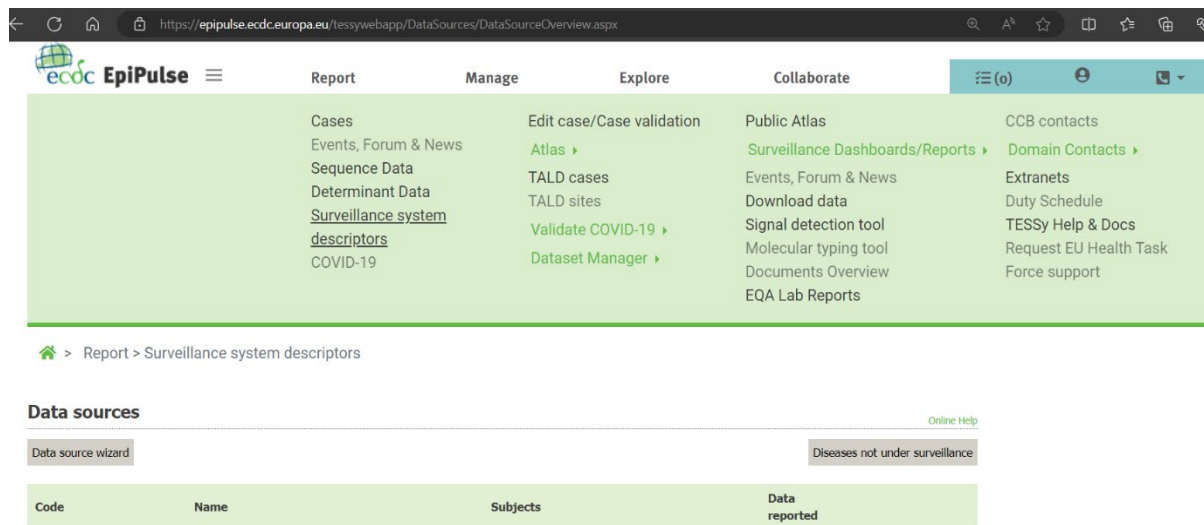 https://epipulse.ecdc.europa.eu/tessywebapp/DataSources/DataSourceOverview.aspx
ecdc EpiPulse
Report Manage Explore Collaborate (0)
Cases
Events, Forum & News
Sequence Data
Determinant Data
Surveillance system
descriptors
COVID-19
Edit case/Case validation
Atlas
TALD cases
TALD sites
Validate COVID-19
Dataset Manager
Public Atlas
Surveillance Dashboards/Reports
Events, Forum & News
Download data
Signal detection tool
Molecular typing tool
Documents Overview
EQA Lab Reports
CCB contacts
Domain Contacts
Extranets
Duty Schedule
TESSy Help & Docs
Request EU Health Task
Force support
> Report > Surveillance system descriptors
Data sources
Online Help
Data source wizard
Diseases not under surveillance
Code Name Subjects Data
reported